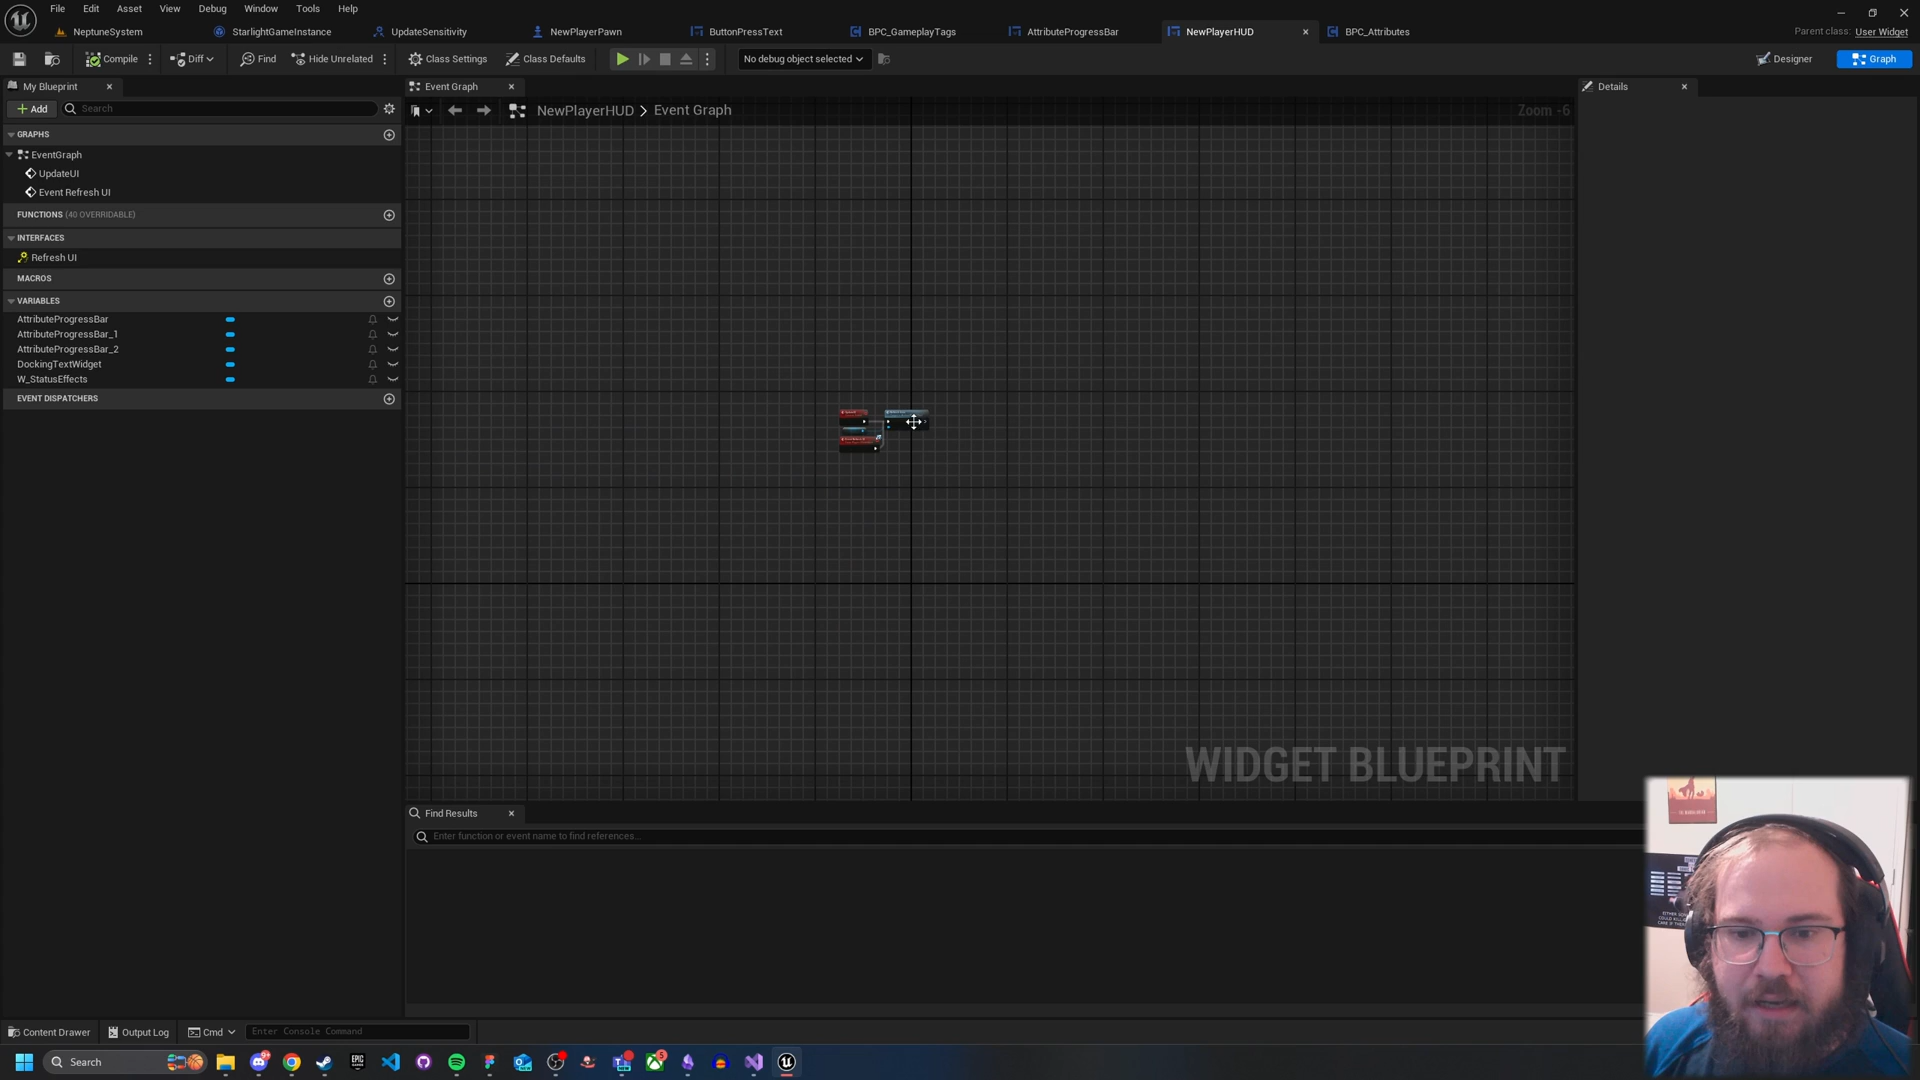 File Edit Asset View Debug Window Tools Help
NeptuneSystem StarlightGameInstance UpdateSensitivity NewPlayerPawn ButtonPressText BPC_GameplayTags AttributeProgressBar NewPlayerHUD BPC_Attributes Parent class: User Widget
Compile Diff Find Hide Unrelated Class Settings Class Defaults No debug object selected Designer Graph
My Blueprint Event Graph Details
Add Search NewPlayerHUD > Event Graph Zoom -6
GRAPHS
EventGraph
UpdateUI
Event Refresh UI
FUNCTIONS (40 OVERRIDABLE)
INTERFACES
Refresh UI
MACROS
VARIABLES
AttributeProgressBar
AttributeProgressBar_1
AttributeProgressBar_2
DockingTextWidget
W_StatusEffects
EVENT DISPATCHERS
WIDGET BLUEPRINT
Find Results
Enter function or event name to find references...
Content Drawer Output Log Cmd Enter Console Command
Search